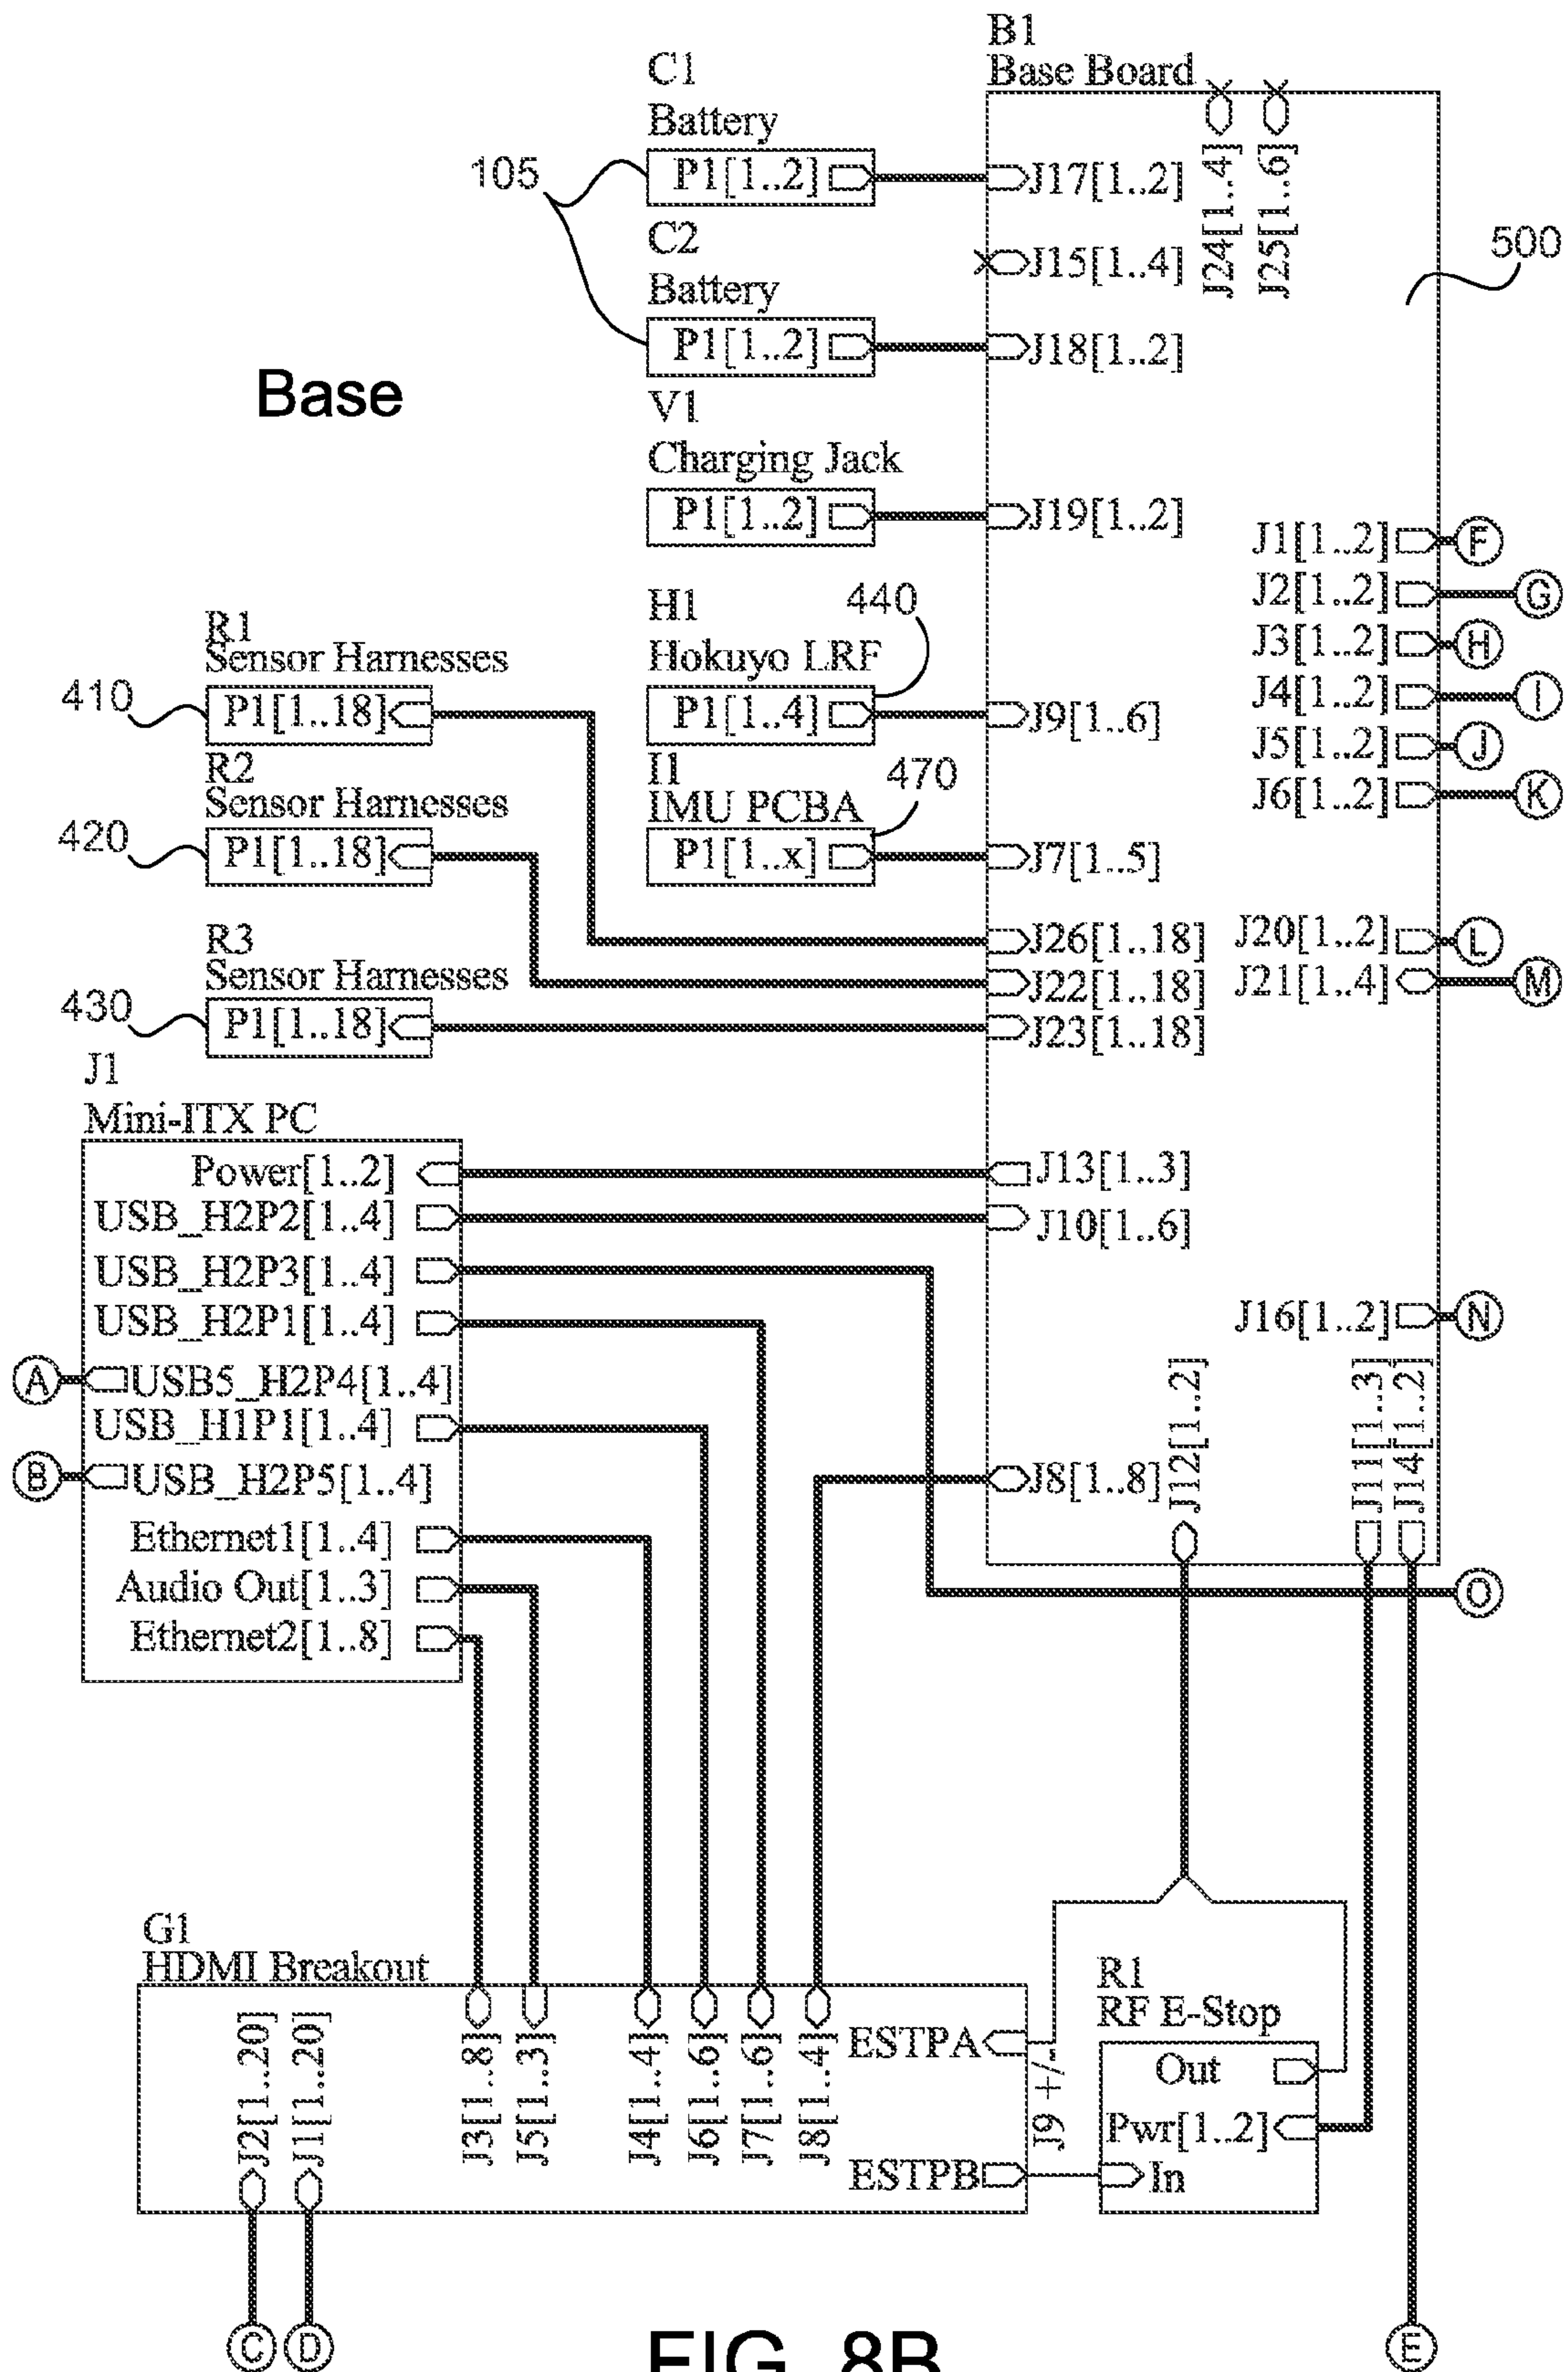 B1
Base Board
C1
Battery
P1[1..2]
J17[1..2]
J24[1..4]
J25[1..6]
105
C2
Battery
P1[1..2]
J15[1..4]
J18[1..2]
500
Base
V1
Charging Jack
P1[1..2]
J19[1..2]
J1[1..2]
F
J2[1..2]
G
J3[1..2]
H
J4[1..2]
I
J5[1..2]
J
J6[1..2]
K
H1
Hokuyo LRF
440
P1[1..4]
J9[1..6]
I1
IMU PCBA
470
P1[1..x]
J7[1..5]
R1
Sensor Harnesses
410
P1[1..18]
R2
Sensor Harnesses
420
P1[1..18]
R3
Sensor Harnesses
430
P1[1..18]
J26[1..18]
J22[1..18]
J23[1..18]
J20[1..2]
L
J21[1..4]
M
J1
Mini-ITX PC
Power[1..2]
USB_H2P2[1..4]
USB_H2P3[1..4]
USB_H2P1[1..4]
A
USB5_H2P4[1..4]
USB_H1P1[1..4]
B
USB_H2P5[1..4]
Ethernet1[1..4]
Audio Out[1..3]
Ethernet2[1..8]
J13[1..3]
J10[1..6]
J16[1..2]
N
J8[1..8]
J12[1..2]
J11[1..3]
J14[1..2]
O
G1
HDMI Breakout
J2[1..20]
J1[1..20]
J3[1..8]
J5[1..3]
J4[1..4]
J6[1..6]
J7[1..6]
J8[1..4]
ESTPA
ESTPB
J9 +/-
R1
RF E-Stop
Out
Pwr[1..2]
In
C
D
E
FIG. 8B